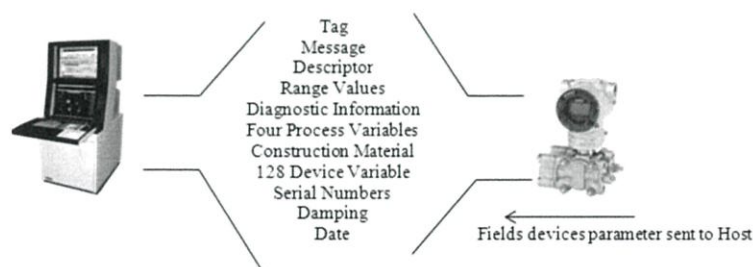 Tag
Message
Descriptor
Range Values
Diagnostic Information
Four Process Variables
Construction Material
128 Device Variable
Serial Numbers
Damping
Date
Fields devices parameter sent to Host